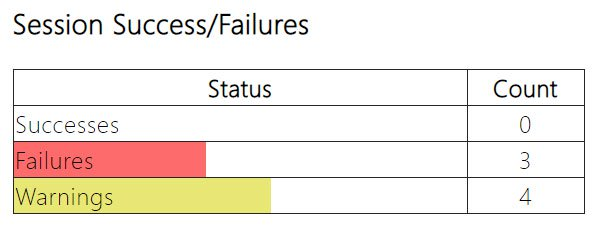 Session Success/Failures
Status Count
Successes 0
Failures 3
Warnings 4